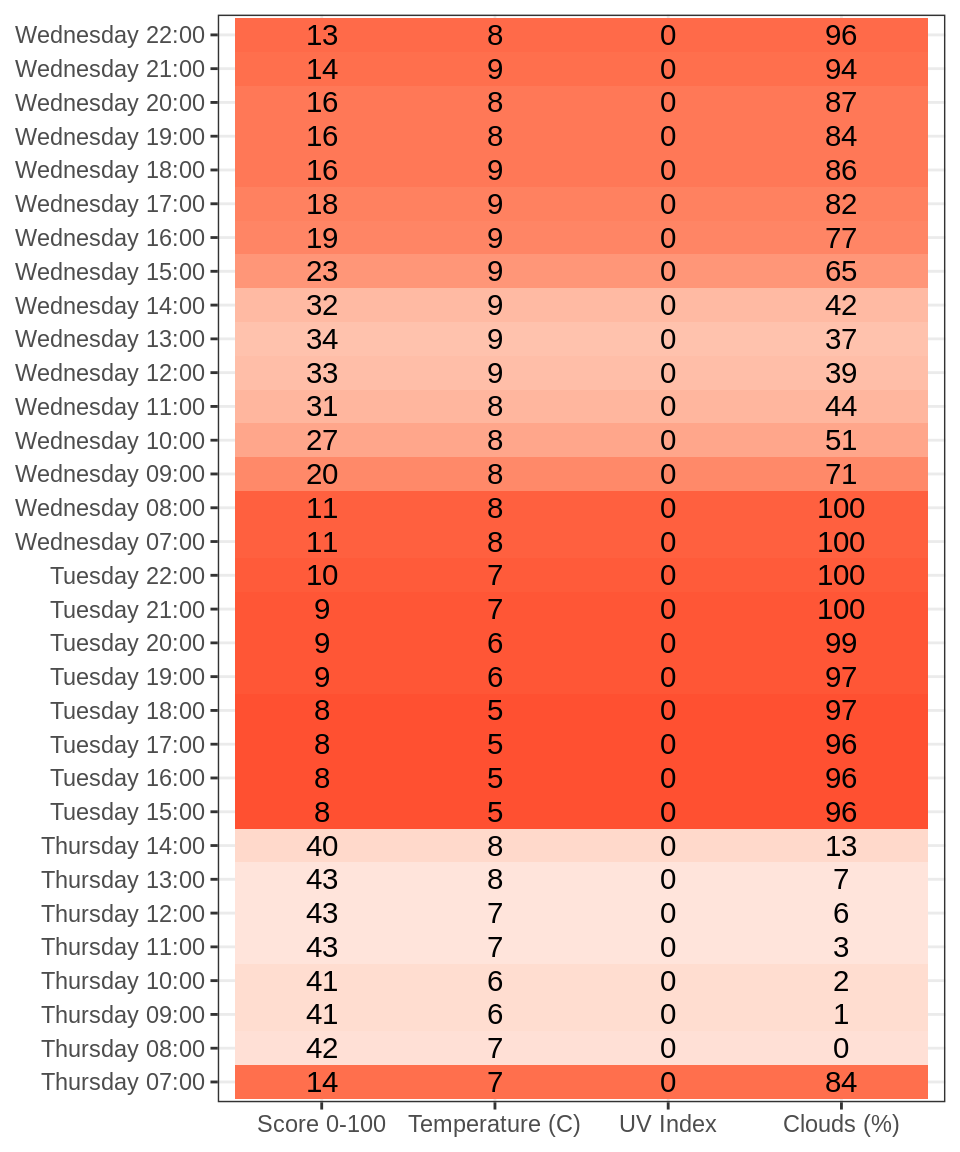 Wednesday 22:00 13 8 0 96
Wednesday 21:00 14 9 0 94
Wednesday 20:00 16 8 0 87
Wednesday 19:00 16 8 0 84
Wednesday 18:00 16 9 0 86
Wednesday 17:00 18 9 0 82
Wednesday 16:00 19 9 0 77
Wednesday 15:00 23 9 0 65
Wednesday 14:00 32 9 0 42
Wednesday 13:00 34 9 0 37
Wednesday 12:00 33 9 0 39
Wednesday 11:00 31 8 0 44
Wednesday 10:00 27 8 0 51
Wednesday 09:00 20 8 0 71
Wednesday 08:00 11 8 0 100
Wednesday 07:00 11 8 0 100
Tuesday 22:00 10 7 0 100
Tuesday 21:00 9 7 0 100
Tuesday 20:00 9 6 0 99
Tuesday 19:00 9 6 0 97
Tuesday 18:00 8 5 0 97
Tuesday 17:00 8 5 0 96
Tuesday 16:00 8 5 0 96
Tuesday 15:00 8 5 0 96
Thursday 14:00 40 8 0 13
Thursday 13:00 43 8 0 7
Thursday 12:00 43 7 0 6
Thursday 11:00 43 7 0 3
Thursday 10:00 41 6 0 2
Thursday 09:00 41 6 0 1
Thursday 08:00 42 7 0 0
Thursday 07:00 14 7 0 84
Score 0-100 Temperature (C) UV Index Clouds (%)